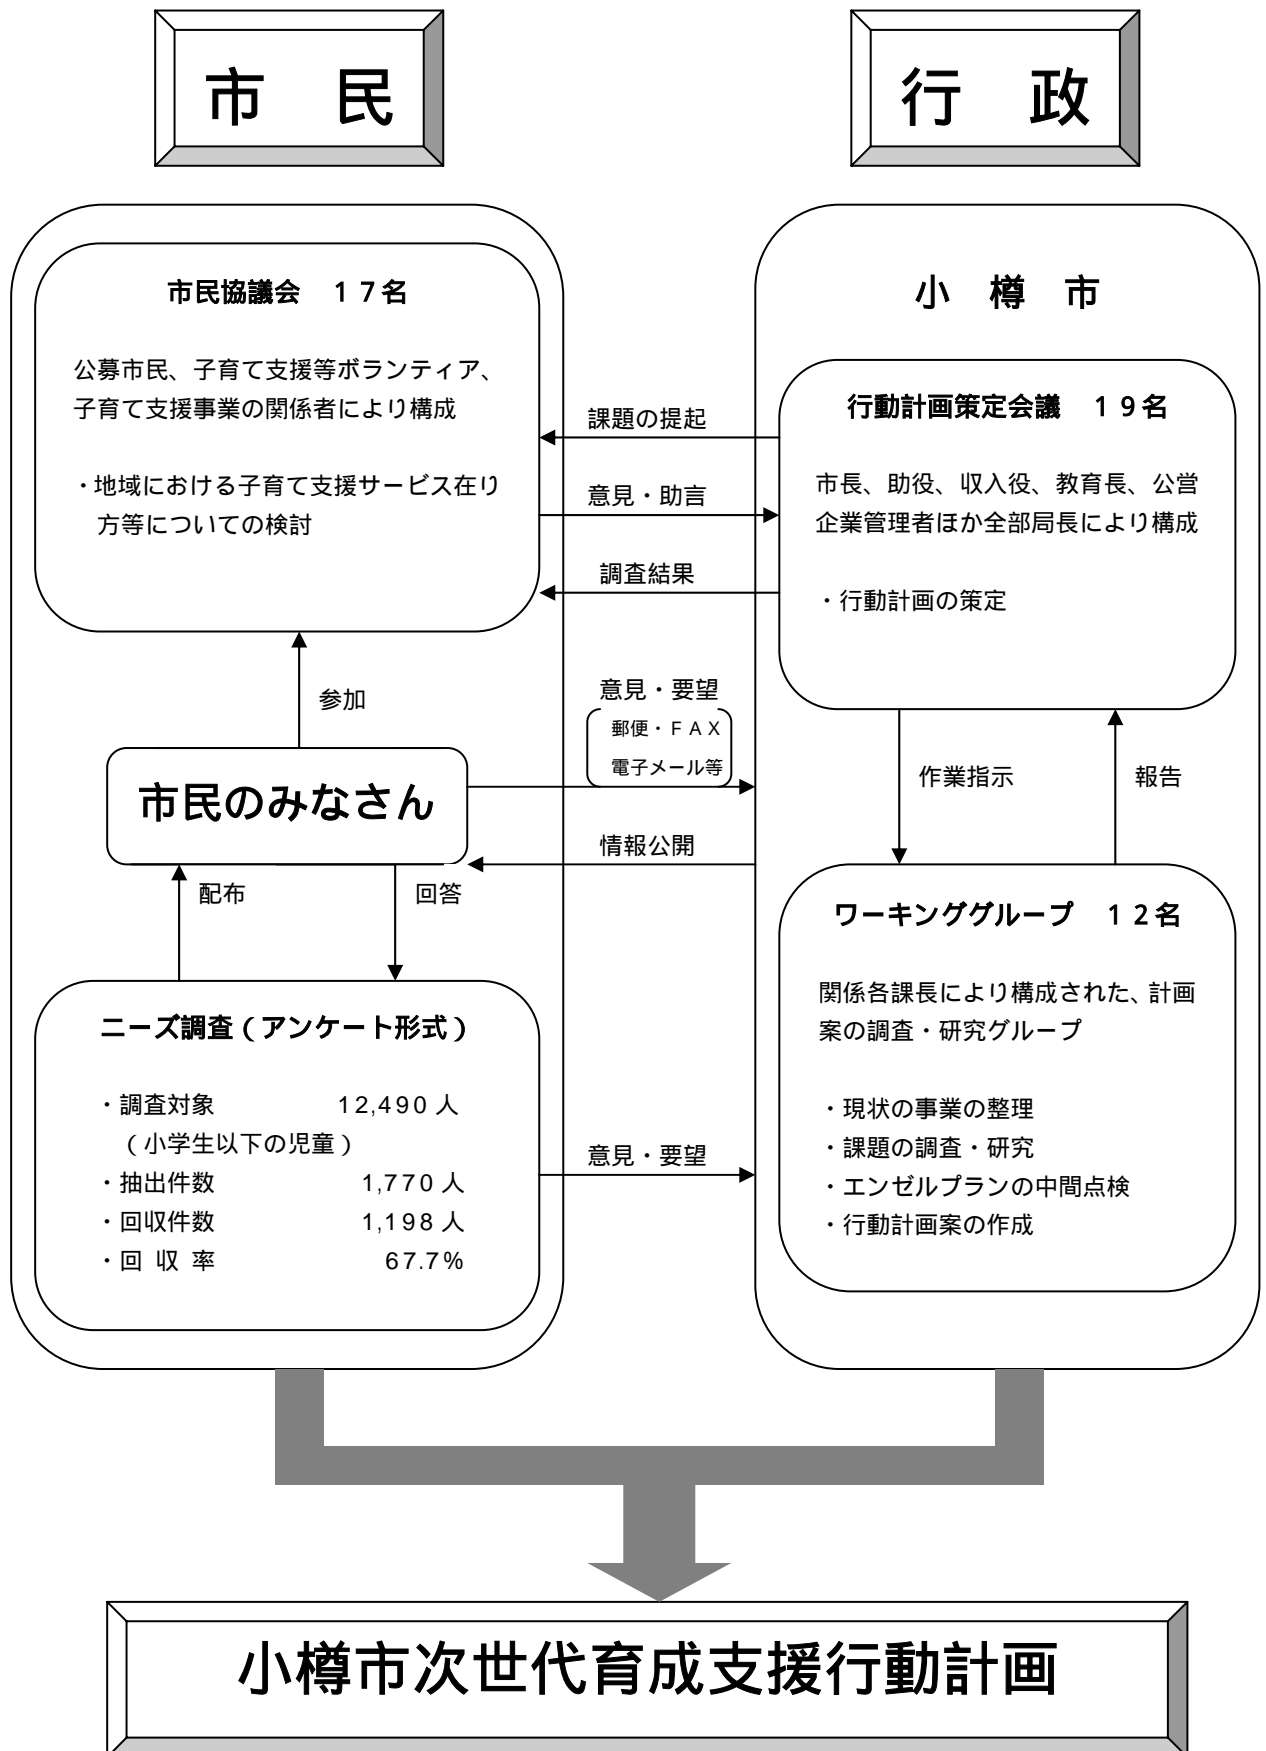 市　民
行　政
市民協議会　１７名
公募市民、子育て支援等ボランティア、
子育て支援事業の関係者により構成
・地域における子育て支援サービス在り
方等についての検討
小　樽　市
行動計画策定会議　１９名
市長、助役、収入役、教育長、公営
企業管理者ほか全部局長により構成
・行動計画の策定
課題の提起
意見・助言
調査結果
参加
意見・要望
郵便・ＦＡＸ
電子メール等
市民のみなさん
情報公開
作業指示
報告
配布
回答
ニーズ調査（アンケート形式）
・調査対象　12,490 人
（小学生以下の児童）
・抽出件数　1,770 人
・回収件数　1,198 人
・回 収 率　67.7%
意見・要望
ワーキンググループ　１２名
関係各課長により構成された、計画
案の調査・研究グループ
・現状の事業の整理
・課題の調査・研究
・エンゼルプランの中間点検
・行動計画案の作成
小樽市次世代育成支援行動計画